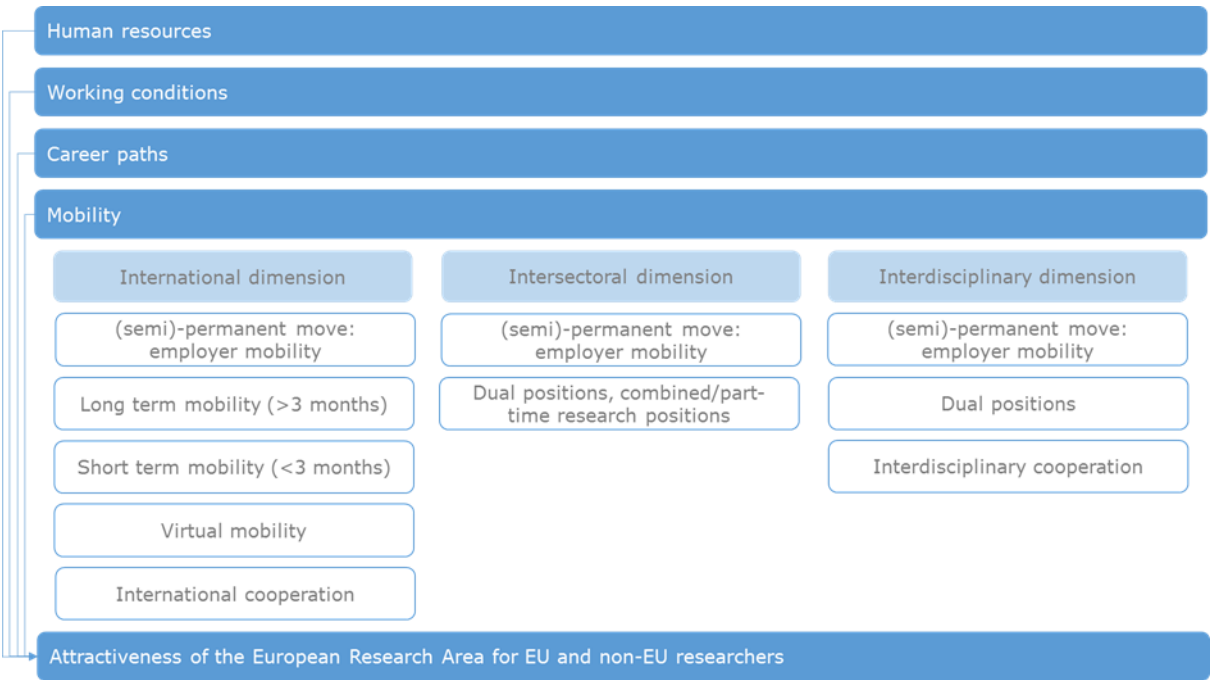 Human resources
Working conditions
Career paths
Mobility
International dimension
Intersectoral dimension
Interdisciplinary dimension
(semi)-permanent move:
employer mobility
(semi)-permanent move:
employer mobility
(semi)-permanent move:
employer mobility
Long term mobility (>3 months)
Dual positions, combined/part-
time research positions
Dual positions
Short term mobility (<3 months)
Interdisciplinary cooperation
Virtual mobility
International cooperation
Attractiveness of the European Research Area for EU and non-EU researchers